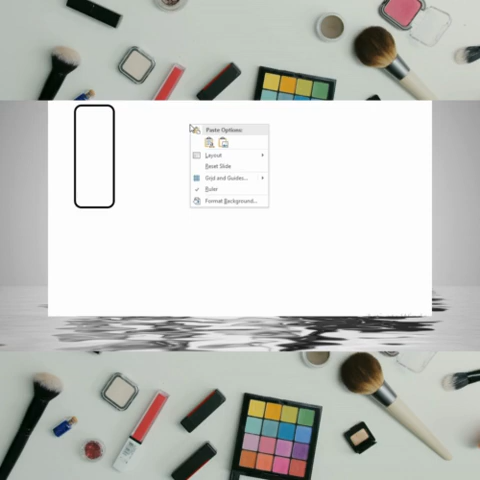 Paste Options:
Layout
Reset Slide
Grid and Guides...
Ruler
Format Background...